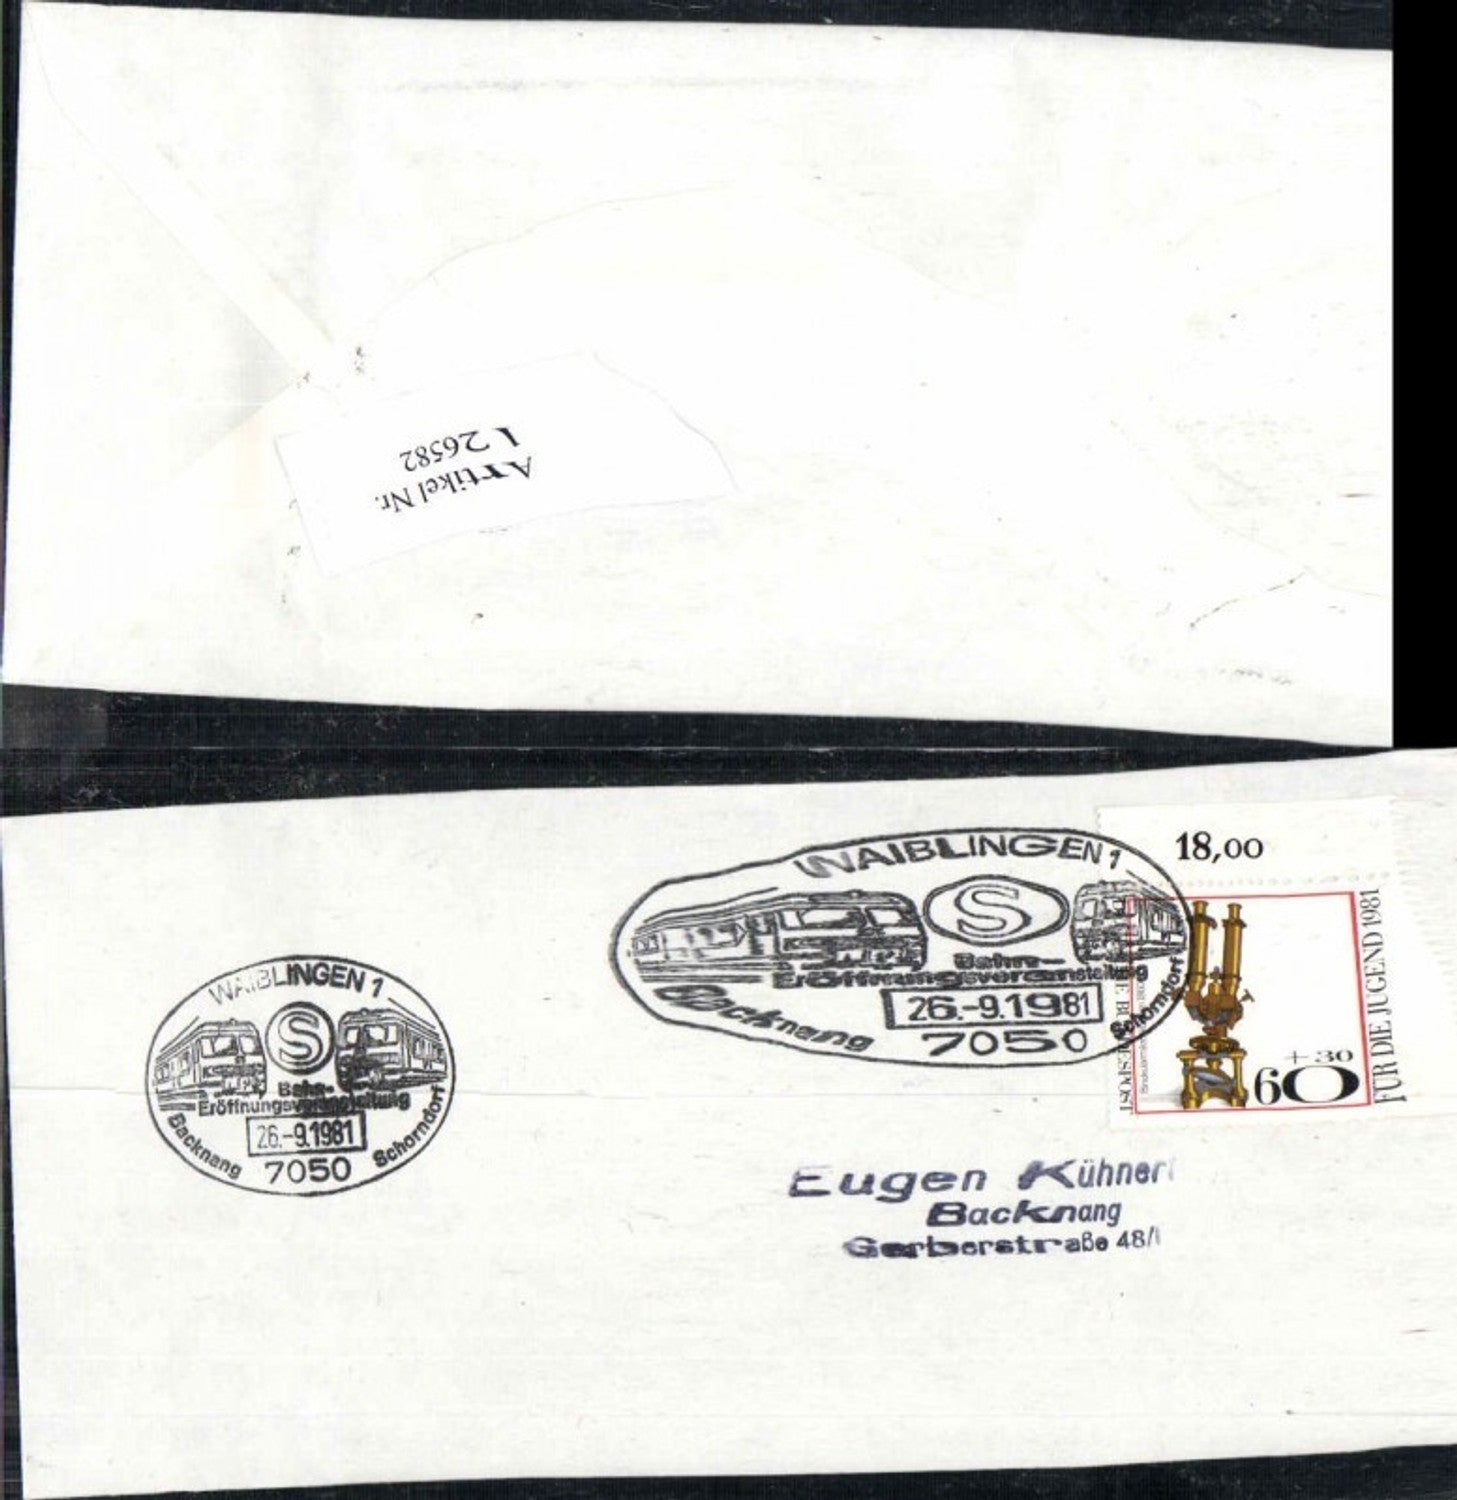 Artikel Nr.
1 26582
WAIBLINGEN 1
S
Bahn-
Eröffnungsveranstaltung
26.-9.1981
Backnang 7050 Schorndorf
WAIBLINGEN 1
S
Bahn-
Eröffnungsveranstaltung
26.-9.1981
Backnang 7050 Schorndorf
18,00
60 + 30
FÜR DIE JUGEND 1981
Eugen Kühnert
Backnang
Gerberstraße 48/1